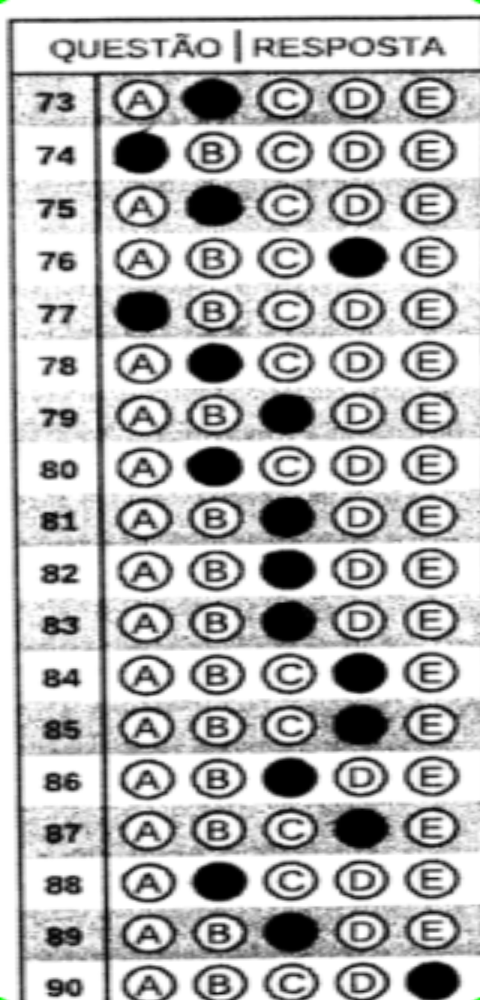 QUESTÃO | RESPOSTA
73 A C D E
74 B C D E
75 A C D E
76 A B C E
77 B C D E
78 A C D E
79 A B D E
80 A C D E
81 A B D E
82 A B D E
83 A B D E
84 A B C E
85 A B C E
86 A B D E
87 A B C E
88 A C D E
89 A B D E
90 A B C D